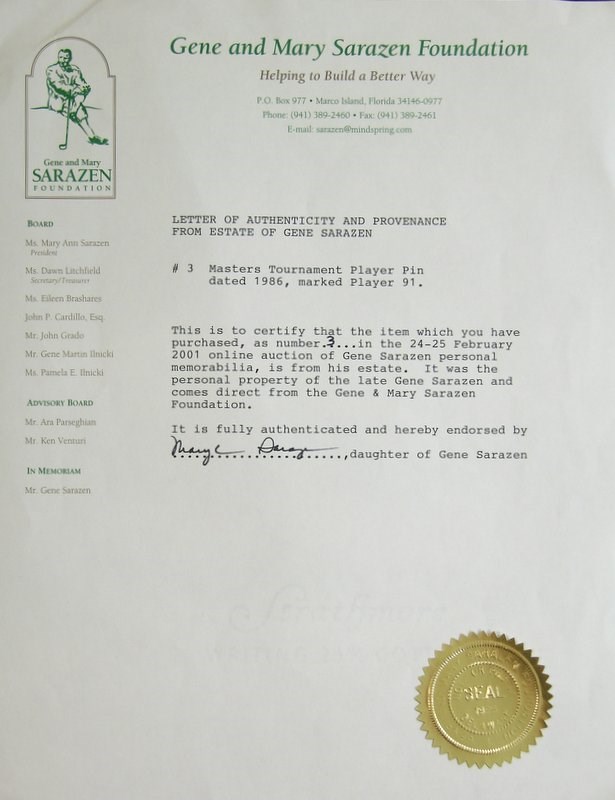 Gene and Mary Sarazen Foundation
Helping to Build a Better Way
P.O. Box 977 • Marco Island, Florida 34146-0977
Phone: (941) 389-2460 • Fax: (941) 389-2461
E-mail: sarazen@mindspring.com
Gene and Mary
SARAZEN
FOUNDATION
BOARD
Ms. Mary Ann Sarazen
President
Ms. Dawn Litchfield
Secretary/Treasurer
Ms. Eileen Brashares
John P. Cardillo, Esq.
Mr. John Grado
Mr. Gene Martin Ilnicki
Ms. Pamela E. Ilnicki
ADVISORY BOARD
Mr. Ara Parseghian
Mr. Ken Venturi
IN MEMORIAM
Mr. Gene Sarazen
LETTER OF AUTHENTICITY AND PROVENANCE
FROM ESTATE OF GENE SARAZEN
# 3 Masters Tournament Player Pin
dated 1986, marked Player 91.
This is to certify that the item which you have
purchased, as number.3...in the 24-25 February
2001 online auction of Gene Sarazen personal
memorabilia, is from his estate. It was the
personal property of the late Gene Sarazen and
comes direct from the Gene & Mary Sarazen
Foundation.
It is fully authenticated and hereby endorsed by
,daughter of Gene Sarazen
SEAL